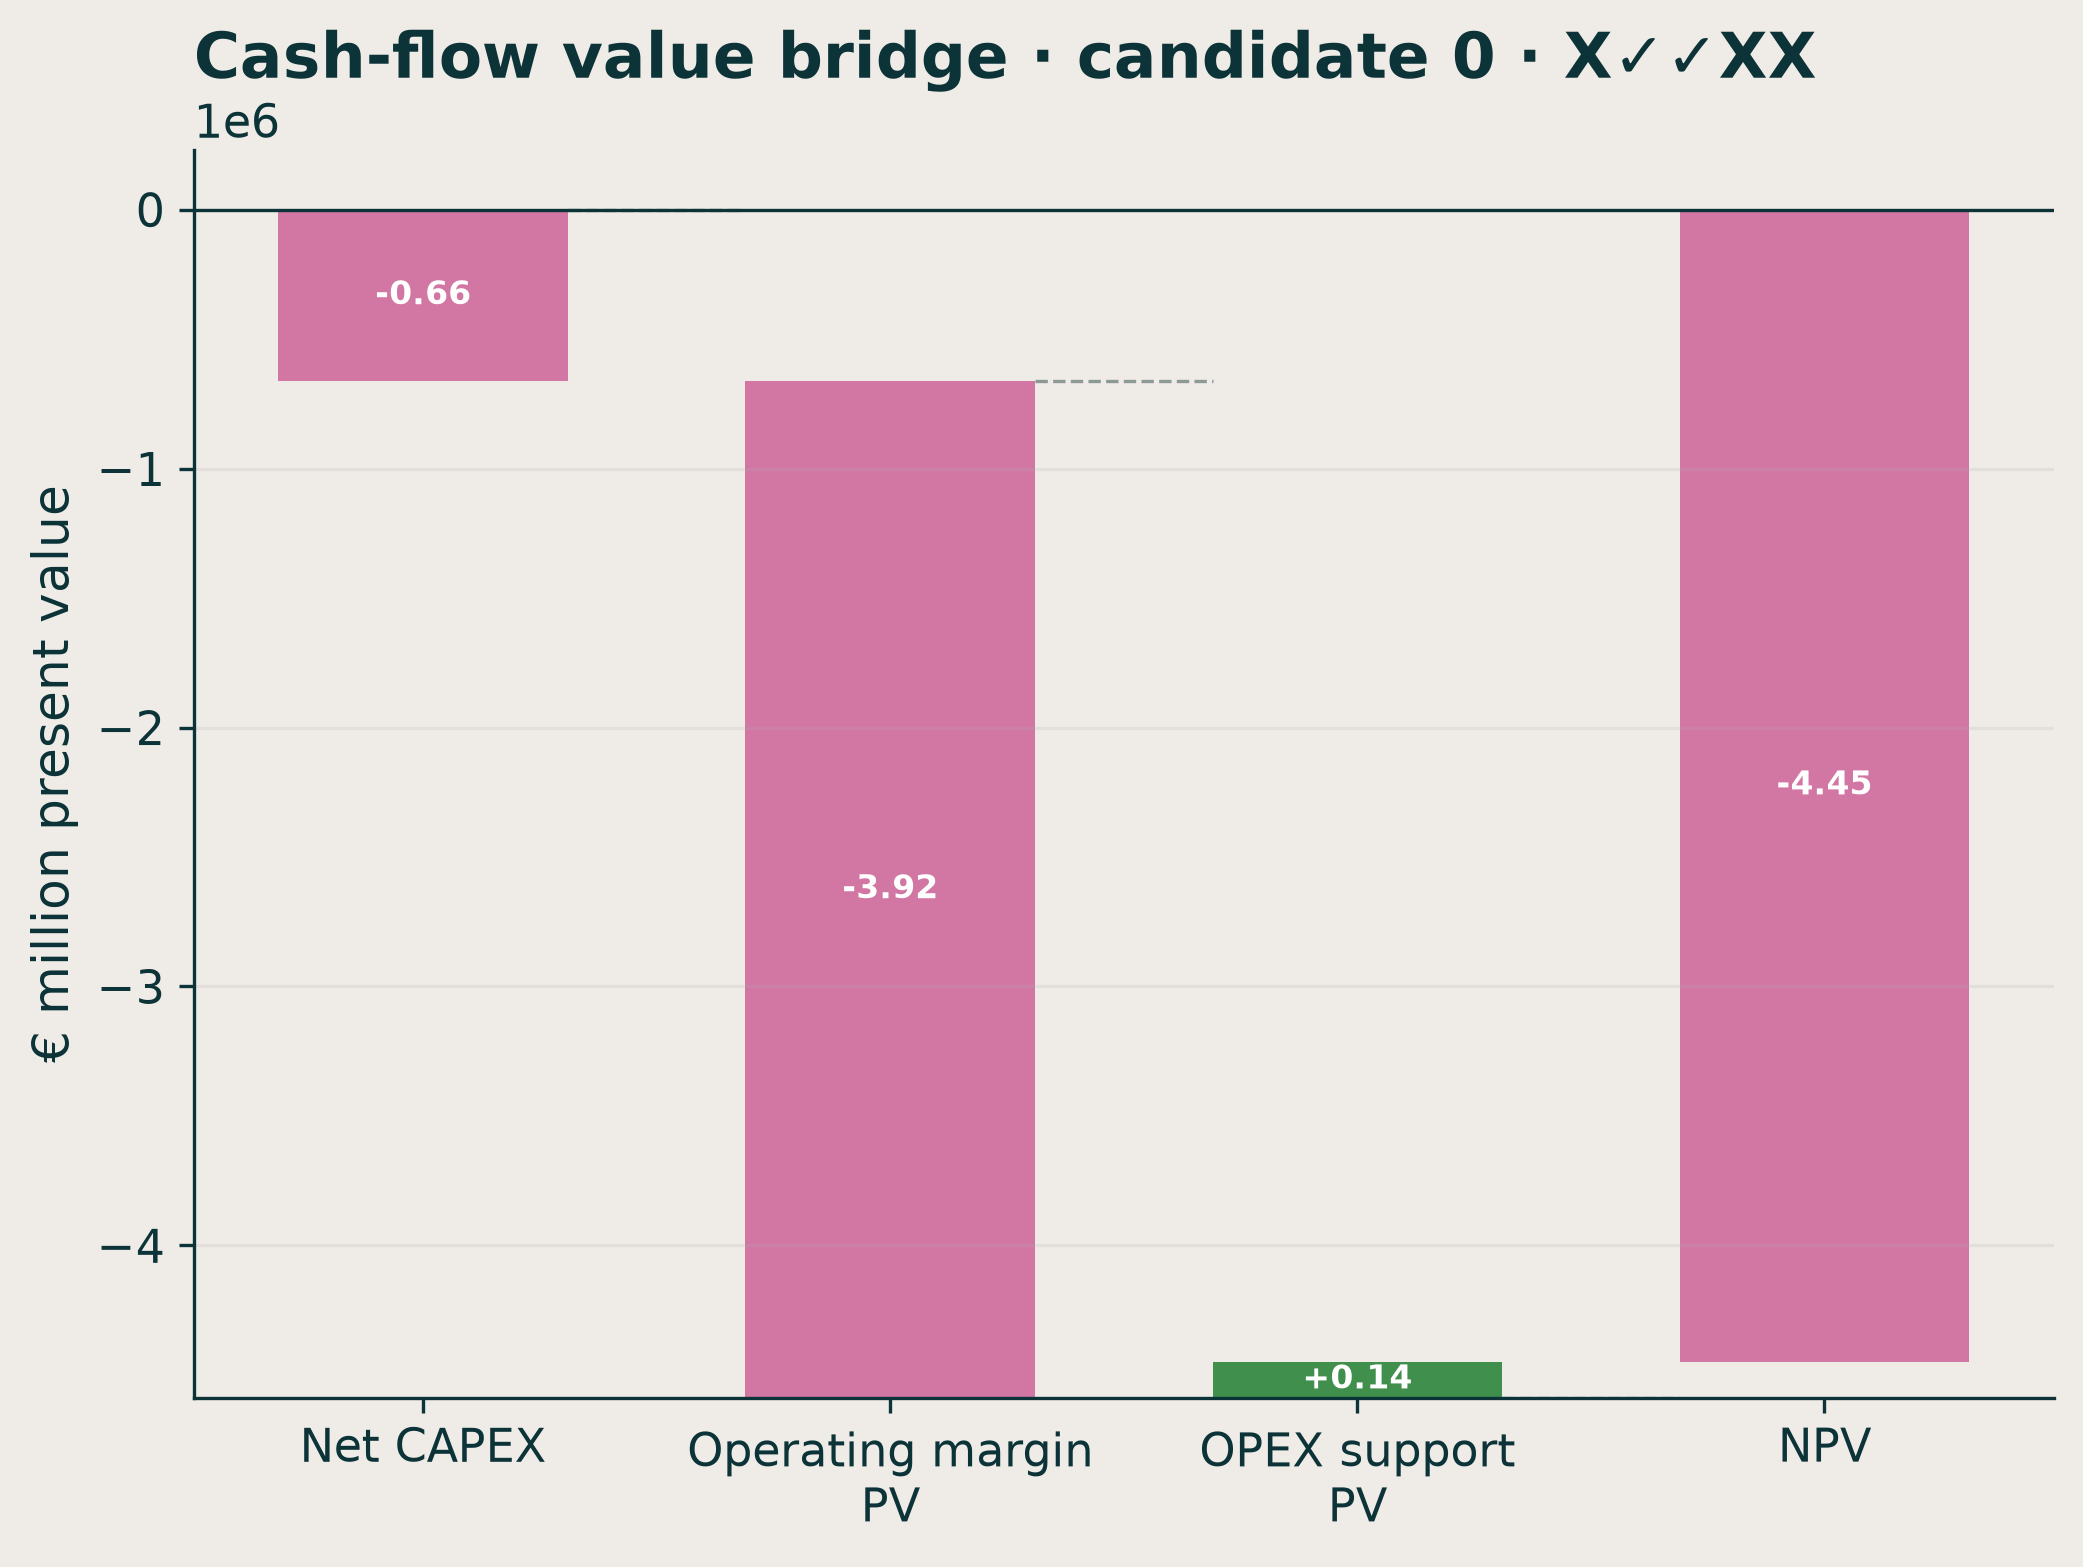 Cash-flow value bridge · candidate 0 · X✓✓XX
1e6
€ million present value
0
−1
−2
−3
−4
-0.66
-3.92
+0.14
-4.45
Net CAPEX
Operating margin
PV
OPEX support
PV
NPV